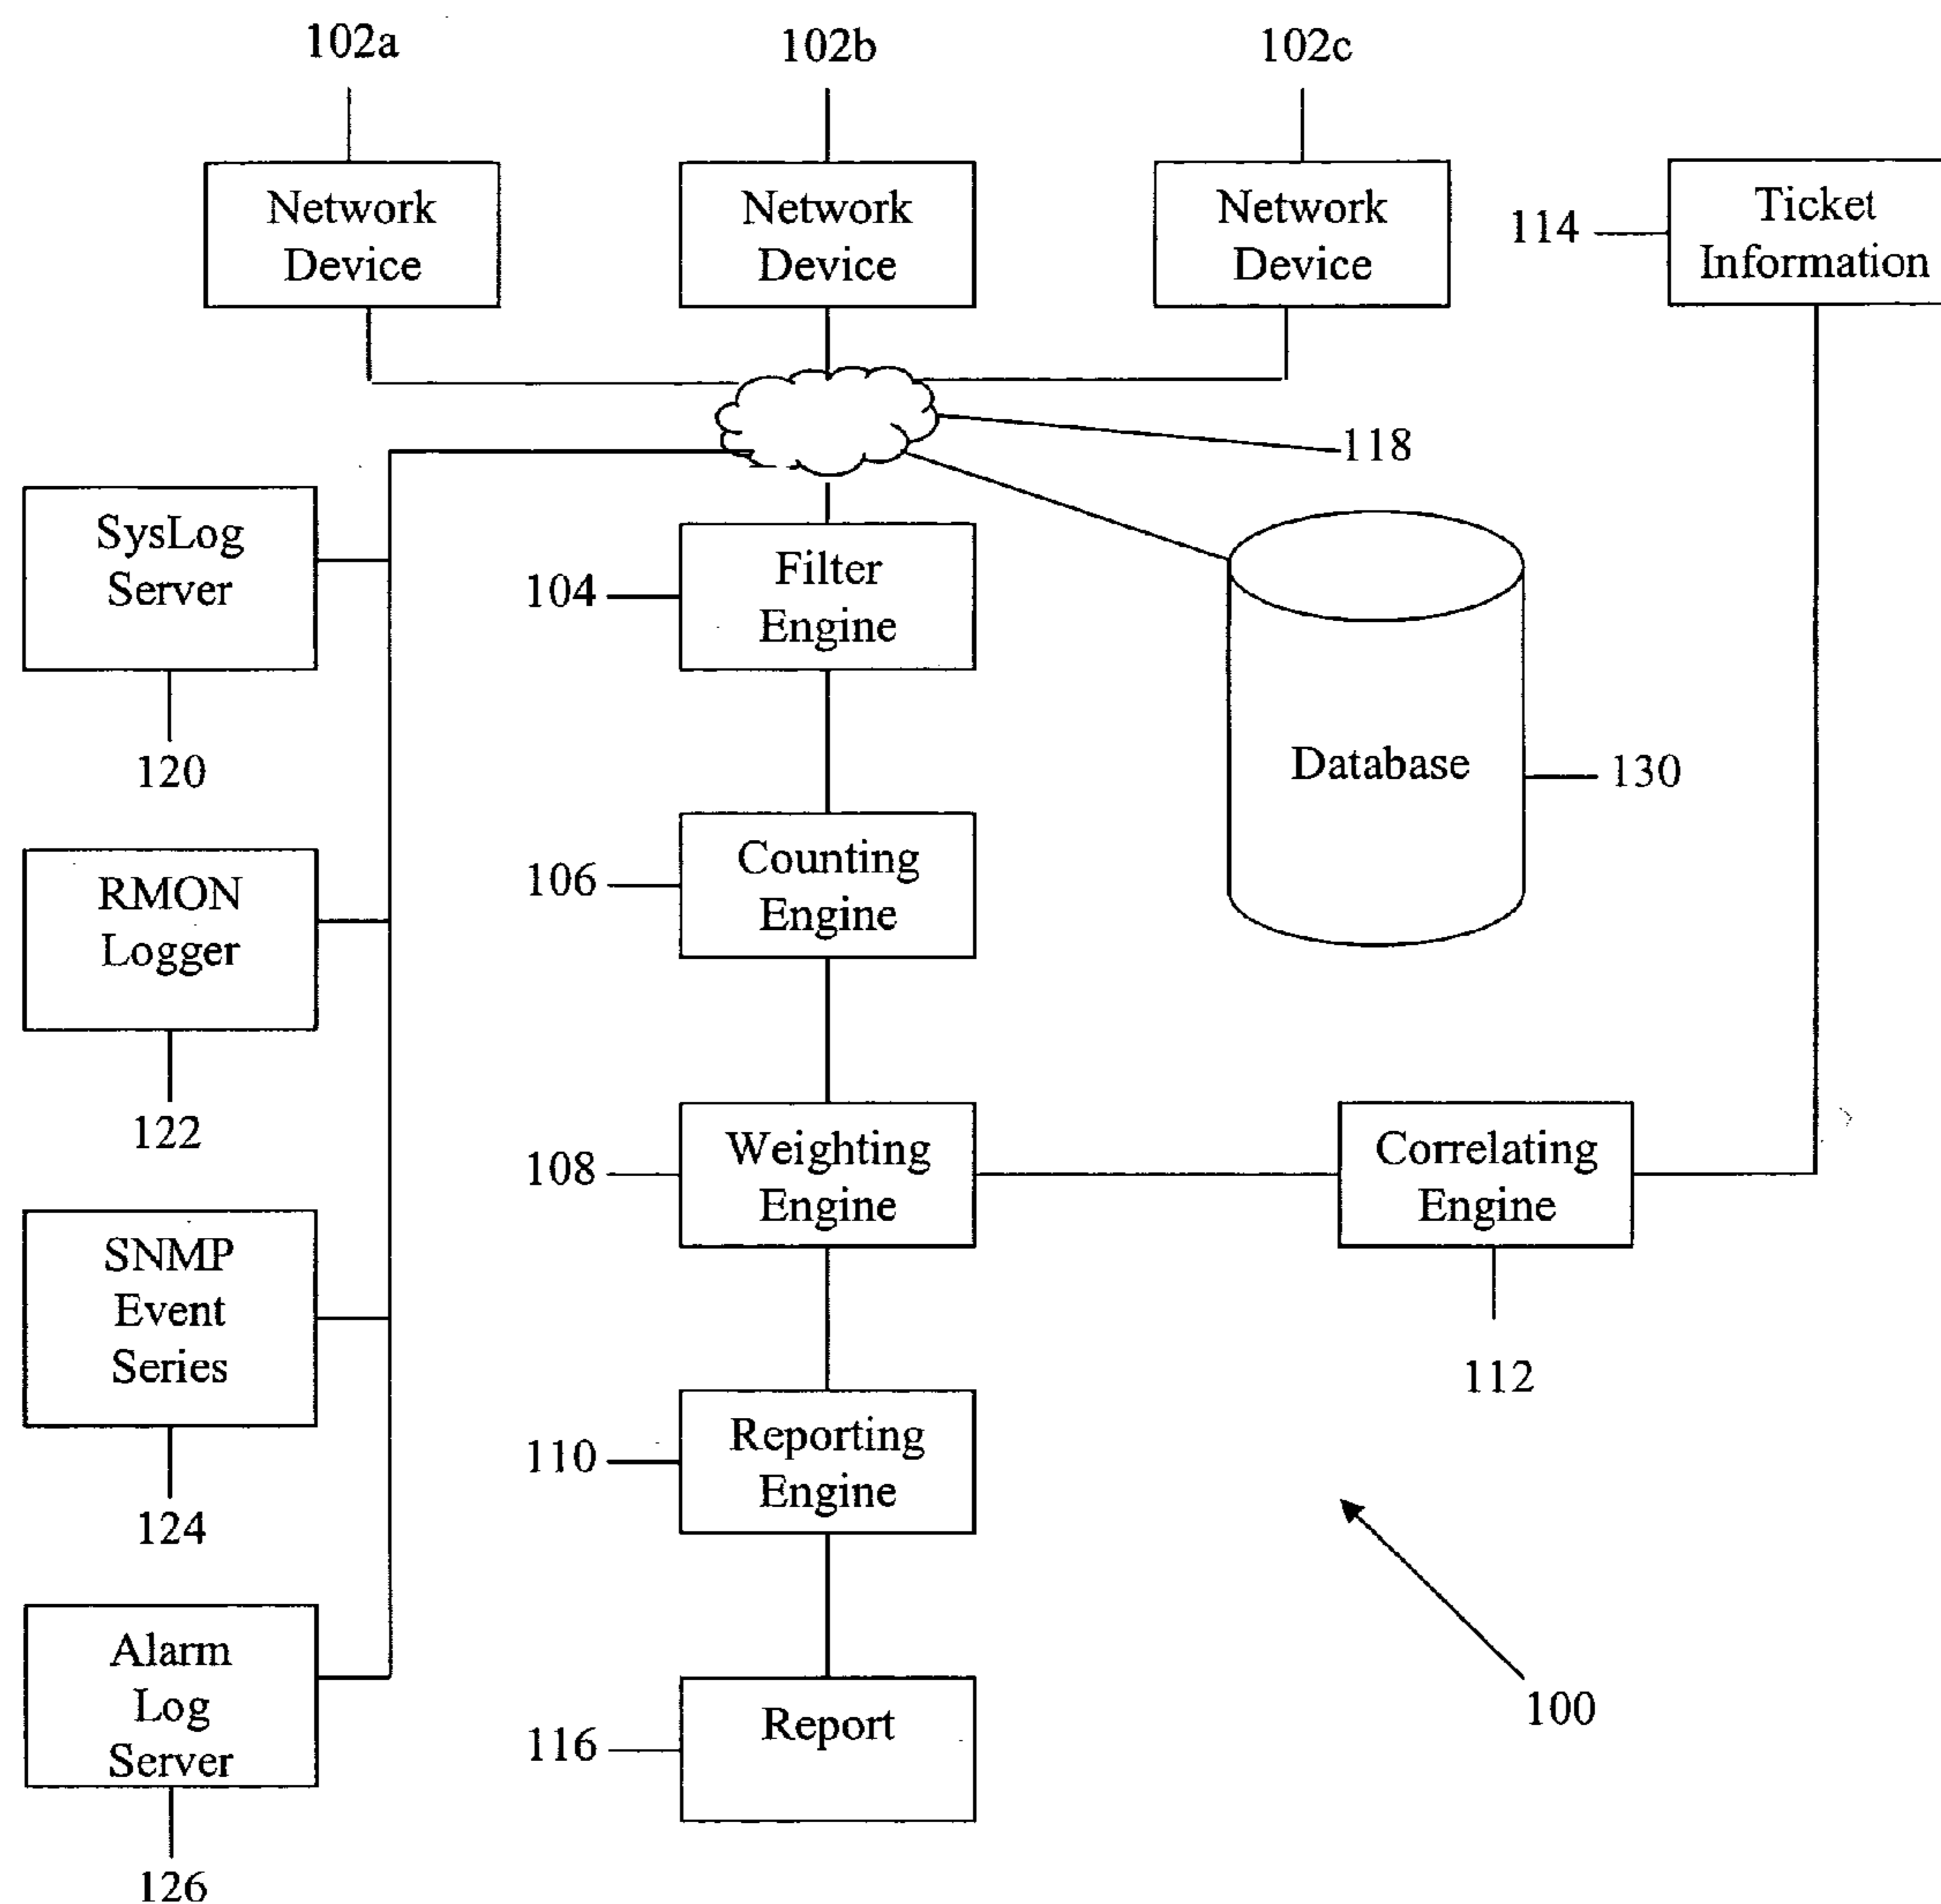 102a
102b
102c
Network
Device
Network
Device
Network
Device
114
Ticket
Information
118
SysLog
Server
120
104
Filter
Engine
Database
130
106
Counting
Engine
RMON
Logger
122
108
Weighting
Engine
Correlating
Engine
112
SNMP
Event
Series
124
110
Reporting
Engine
100
Alarm
Log
Server
126
116
Report